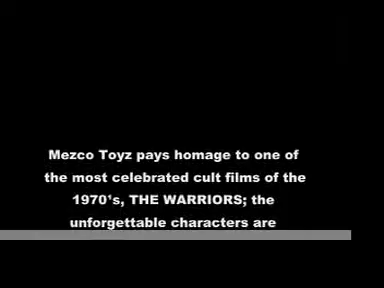 Mezco Toyz pays homage to one of
the most celebrated cult films of the
1970's, THE WARRIORS; the
unforgettable characters are